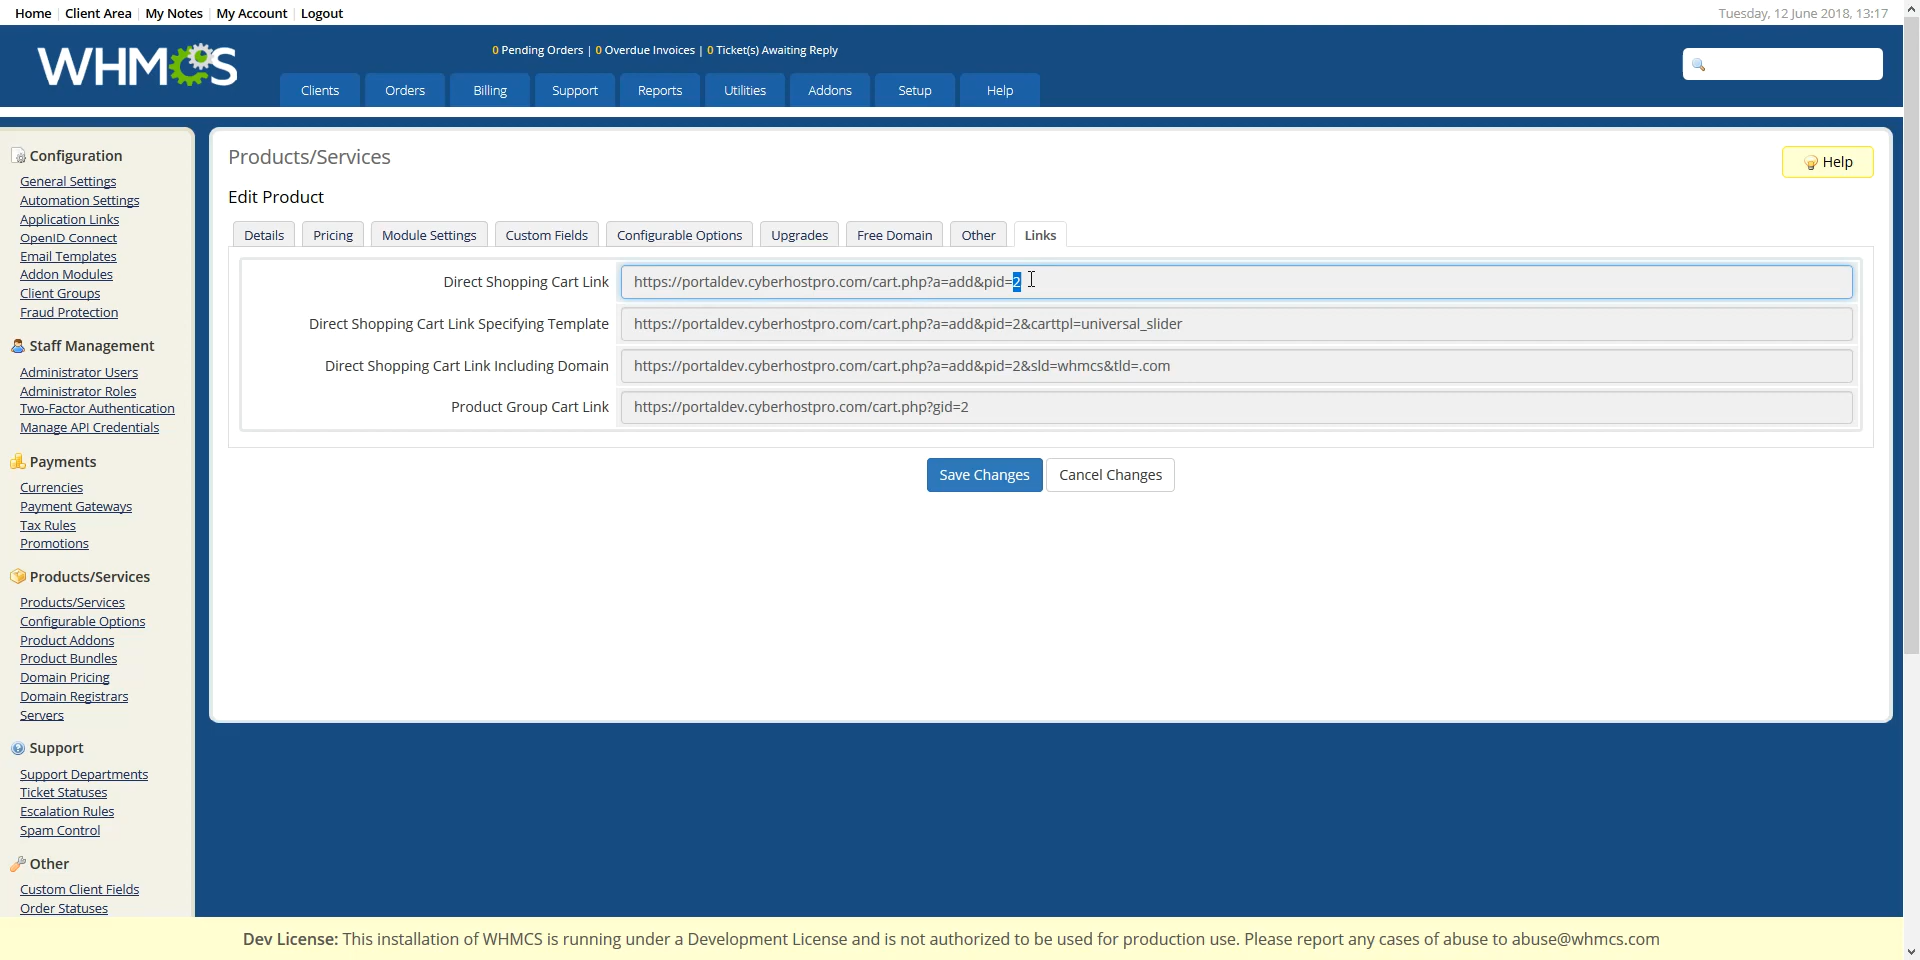 Home | Client Area | My Notes | My Account | Logout
Tuesday, 12 June 2018, 13:17
WHMCS
0 Pending Orders | 0 Overdue Invoices | 0 Ticket(s) Awaiting Reply
Clients Orders Billing Support Reports Utilities Addons Setup Help
Configuration
General Settings
Automation Settings
Application Links
OpenID Connect
Email Templates
Addon Modules
Client Groups
Fraud Protection
Staff Management
Administrator Users
Administrator Roles
Two-Factor Authentication
Manage API Credentials
Payments
Currencies
Payment Gateways
Tax Rules
Promotions
Products/Services
Products/Services
Configurable Options
Product Addons
Product Bundles
Domain Pricing
Domain Registrars
Servers
Support
Support Departments
Ticket Statuses
Escalation Rules
Spam Control
Other
Custom Client Fields
Order Statuses
Products/Services
Help
Edit Product
Details Pricing Module Settings Custom Fields Configurable Options Upgrades Free Domain Other Links
Direct Shopping Cart Link https://portaldev.cyberhostpro.com/cart.php?a=add&pid=2
Direct Shopping Cart Link Specifying Template https://portaldev.cyberhostpro.com/cart.php?a=add&pid=2&carttpl=universal_slider
Direct Shopping Cart Link Including Domain https://portaldev.cyberhostpro.com/cart.php?a=add&pid=2&sld=whmcs&tld=.com
Product Group Cart Link https://portaldev.cyberhostpro.com/cart.php?gid=2
Save Changes Cancel Changes
Dev License: This installation of WHMCS is running under a Development License and is not authorized to be used for production use. Please report any cases of abuse to abuse@whmcs.com